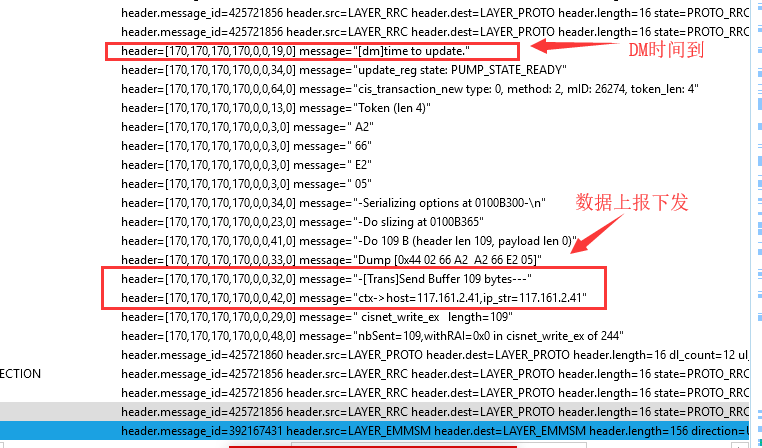 header.message_id=425721856 header.src=LAYER_RRC header.dest=LAYER_PROTO header.length=16 state=PROTO_RRC
header.message_id=425721856 header.src=LAYER_RRC header.dest=LAYER_PROTO header.length=16 state=PROTO_RRC
header=[170,170,170,170,0,0,19,0] message="[dm]time to update."
DM时间到
header=[170,170,170,170,0,0,34,0] message="update_reg state: PUMP_STATE_READY"
header=[170,170,170,170,0,0,64,0] message="cis_transaction_new type: 0, method: 2, mID: 26274, token_len: 4"
header=[170,170,170,170,0,0,13,0] message="Token (len 4)"
header=[170,170,170,170,0,0,3,0] message=" A2"
header=[170,170,170,170,0,0,3,0] message=" 66"
header=[170,170,170,170,0,0,3,0] message=" E2"
header=[170,170,170,170,0,0,3,0] message=" 05"
header=[170,170,170,170,0,0,34,0] message="-Serializing options at 0100B300-\n"
数据上报下发
header=[170,170,170,170,0,0,23,0] message="-Do slizing at 0100B365"
header=[170,170,170,170,0,0,41,0] message="-Do 109 B (header len 109, payload len 0)"
header=[170,170,170,170,0,0,33,0] message="Dump [0x44 02 66 A2  A2 66 E2 05]"
header=[170,170,170,170,0,0,32,0] message="-[Trans]Send Buffer 109 bytes---"
header=[170,170,170,170,0,0,42,0] message="ctx->host=117.161.2.41,ip_str=117.161.2.41"
header=[170,170,170,170,0,0,29,0] message=" cisnet_write_ex   length=109"
header=[170,170,170,170,0,0,48,0] message="nbSent=109,withRAI=0x0 in cisnet_write_ex of 244"
header.message_id=425721860 header.src=LAYER_PROTO header.dest=LAYER_PROTO header.length=16 dl_count=12 ul_
ECTION
header.message_id=425721856 header.src=LAYER_RRC header.dest=LAYER_PROTO header.length=16 state=PROTO_RRC
header.message_id=425721856 header.src=LAYER_RRC header.dest=LAYER_PROTO header.length=16 state=PROTO_RRC
header.message_id=425721856 header.src=LAYER_RRC header.dest=LAYER_PROTO header.length=16 state=PROTO_RRC
header.message_id=392167431 header.src=LAYER_EMMSM header.dest=LAYER_EMMSM header.length=156 direction=U